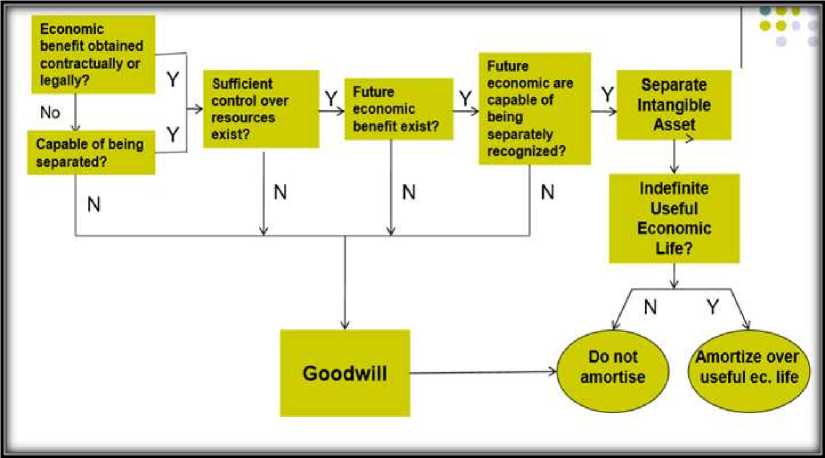 Economic
benefit obtained
contractually or
legally?
Y
No
Y
Capable of being
separated?
N
Sufficient
control over
resources
exist?
Y
N
Future
economic
benefit exist?
Y
N
Future
economic are
capable of
being
separately
recognized?
Y
N
Separate
Intangible
Asset
Indefinite
Useful
Economic
Life?
N
Y
Goodwill
Do not
amortise
Amortize over
useful ec. life